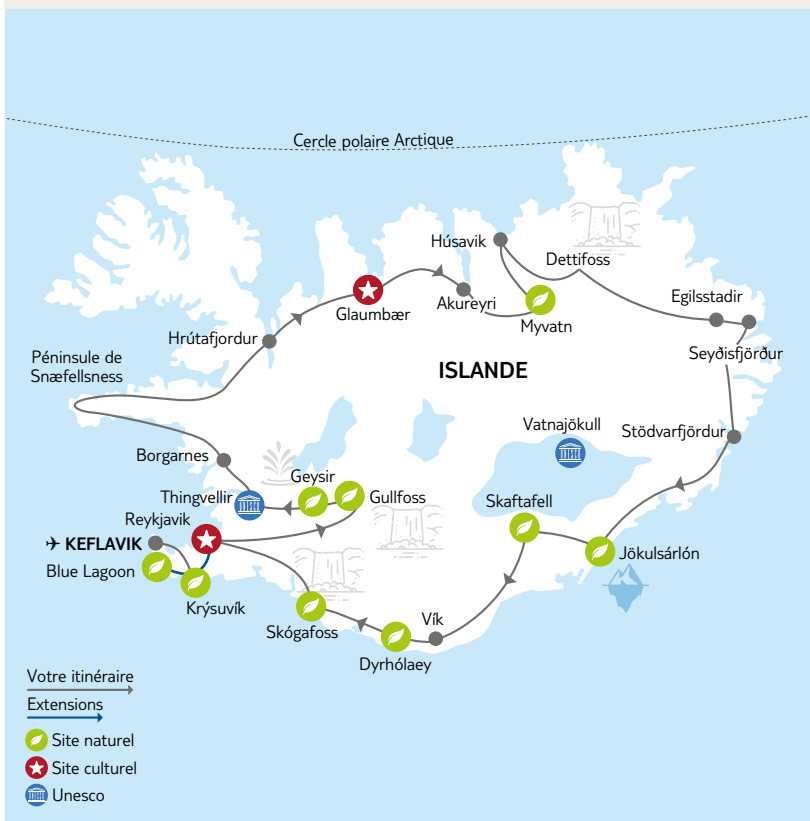 Cercle polaire Arctique
Húsavik
Dettifoss
Egilsstadir
Glaumbær
Akureyri
Myvatn
Hrútafjordur
Seyðisfjörður
Péninsule de
Snæfellsness
ISLANDE
Vatnajökull
Stödvarfjördur
Borgarnes
Geysir
Thingvellir
Gullfoss
Skaftafell
Reykjavik
KEFLAVIK
Jökulsárlón
Blue Lagoon
Krýsuvík
Skógafoss
Vík
Dyrhólaey
Votre itinéraire
Extensions
Site naturel
Site culturel
Unesco